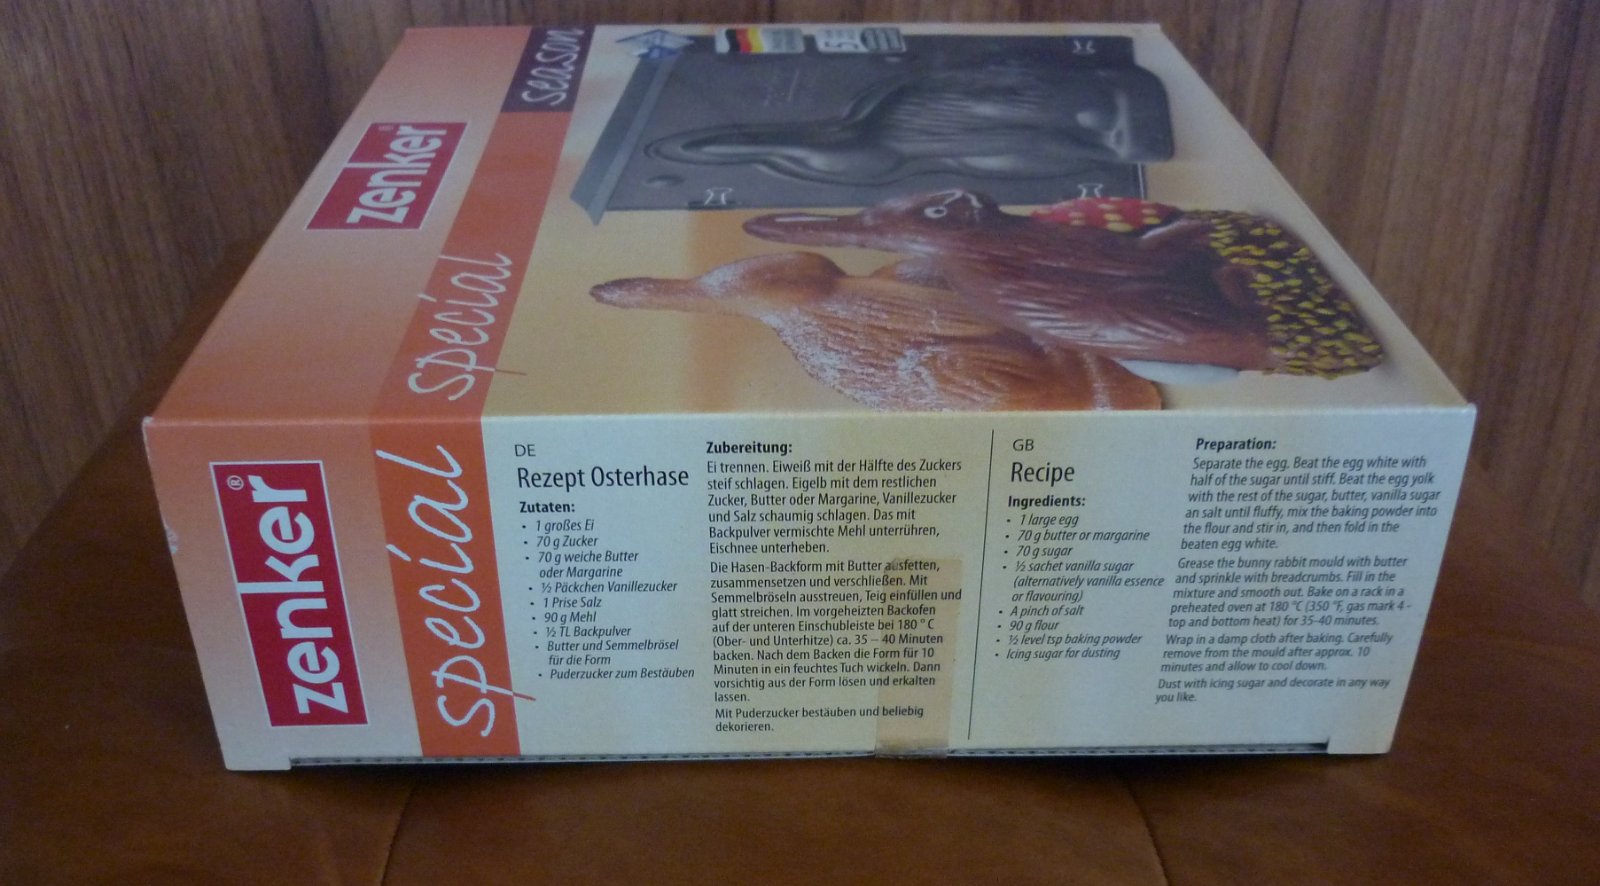 season
zenker
special
5
zenker®
special
DE
Rezept Osterhase
Zutaten:
• 1 großes Ei
• 70 g Zucker
• 70 g weiche Butter
oder Margarine
• ½ Päckchen Vanillezucker
• 1 Prise Salz
• 90 g Mehl
• ½ TL Backpulver
• Butter und Semmelbrösel
für die Form
• Puderzucker zum Bestäuben
Zubereitung:
Ei trennen. Eiweiß mit der Hälfte des Zuckers
steif schlagen. Eigelb mit dem restlichen
Zucker, Butter oder Margarine, Vanillezucker
und Salz schaumig schlagen. Das mit
Backpulver vermischte Mehl unterrühren,
Eischnee unterheben.
Die Hasen-Backform mit Butter ausfetten,
zusammensetzen und verschließen. Mit
Semmelbröseln ausstreuen, Teig einfüllen und
glatt streichen. Im vorgeheizten Backofen
auf der unteren Einschubleiste bei 180 ° C
(Ober- und Unterhitze) ca. 35 – 40 Minuten
backen. Nach dem Backen die Form für 10
Minuten in ein feuchtes Tuch wickeln. Dann
vorsichtig aus der Form lösen und erkalten
lassen.
Mit Puderzucker bestäuben und beliebig
dekorieren.
GB
Recipe
Ingredients:
• 1 large egg
• 70 g butter or margarine
• 70 g sugar
• ½ sachet vanilla sugar
(alternatively vanilla essence
or flavouring)
• A pinch of salt
• 90 g flour
• ½ level tsp baking powder
• Icing sugar for dusting
Preparation:
Separate the egg. Beat the egg white with
half of the sugar until stiff. Beat the egg yolk
with the rest of the sugar, butter, vanilla sugar
an salt until fluffy, mix the baking powder into
the flour and stir in, and then fold in the
beaten egg white.
Grease the bunny rabbit mould with butter
and sprinkle with breadcrumbs. Fill in the
mixture and smooth out. Bake on a rack in a
preheated oven at 180 °C (350 °F, gas mark 4 -
top and bottom heat) for 35-40 minutes.
Wrap in a damp cloth after baking. Carefully
remove from the mould after approx. 10
minutes and allow to cool down.
Dust with icing sugar and decorate in any way
you like.